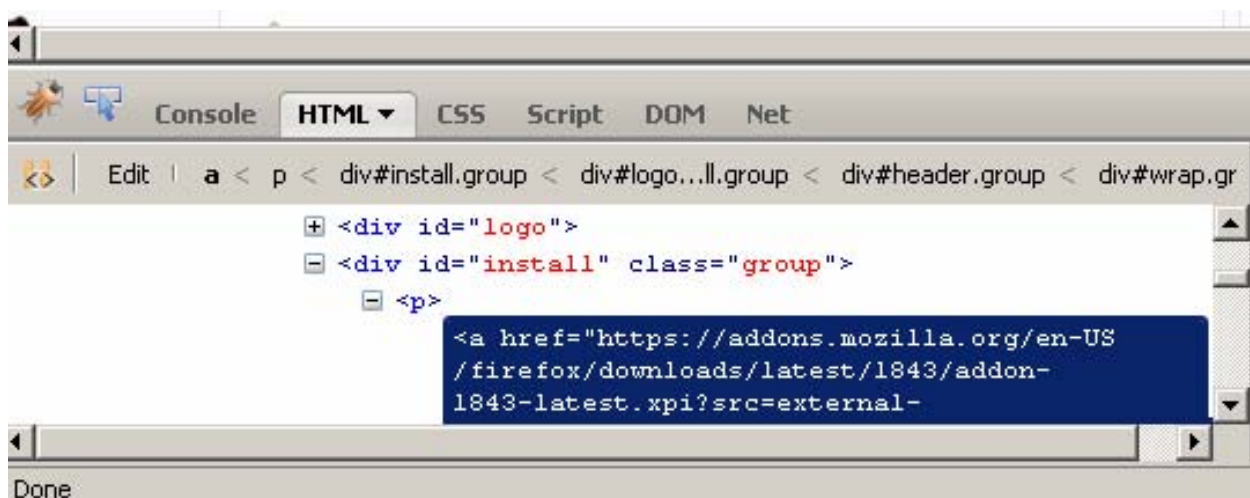 Console HTML CSS Script DOM Net
Edit a < p < div#install.group < div#logo...ll.group < div#header.group < div#wrap.gr
<div id="logo">
<div id="install" class="group">
<p>
<a href="https://addons.mozilla.org/en-US
/firefox/downloads/latest/1843/addon-
1843-latest.xpi?src=external-
Done